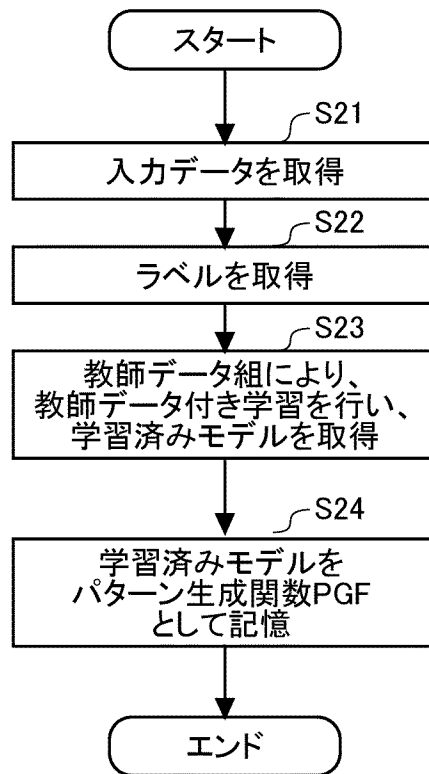 スタート
S21
入力データを取得
S22
ラベルを取得
S23
教師データ組により、
教師データ付き学習を行い、
学習済みモデルを取得
S24
学習済みモデルを
パターン生成関数PGF
として記憶
エンド